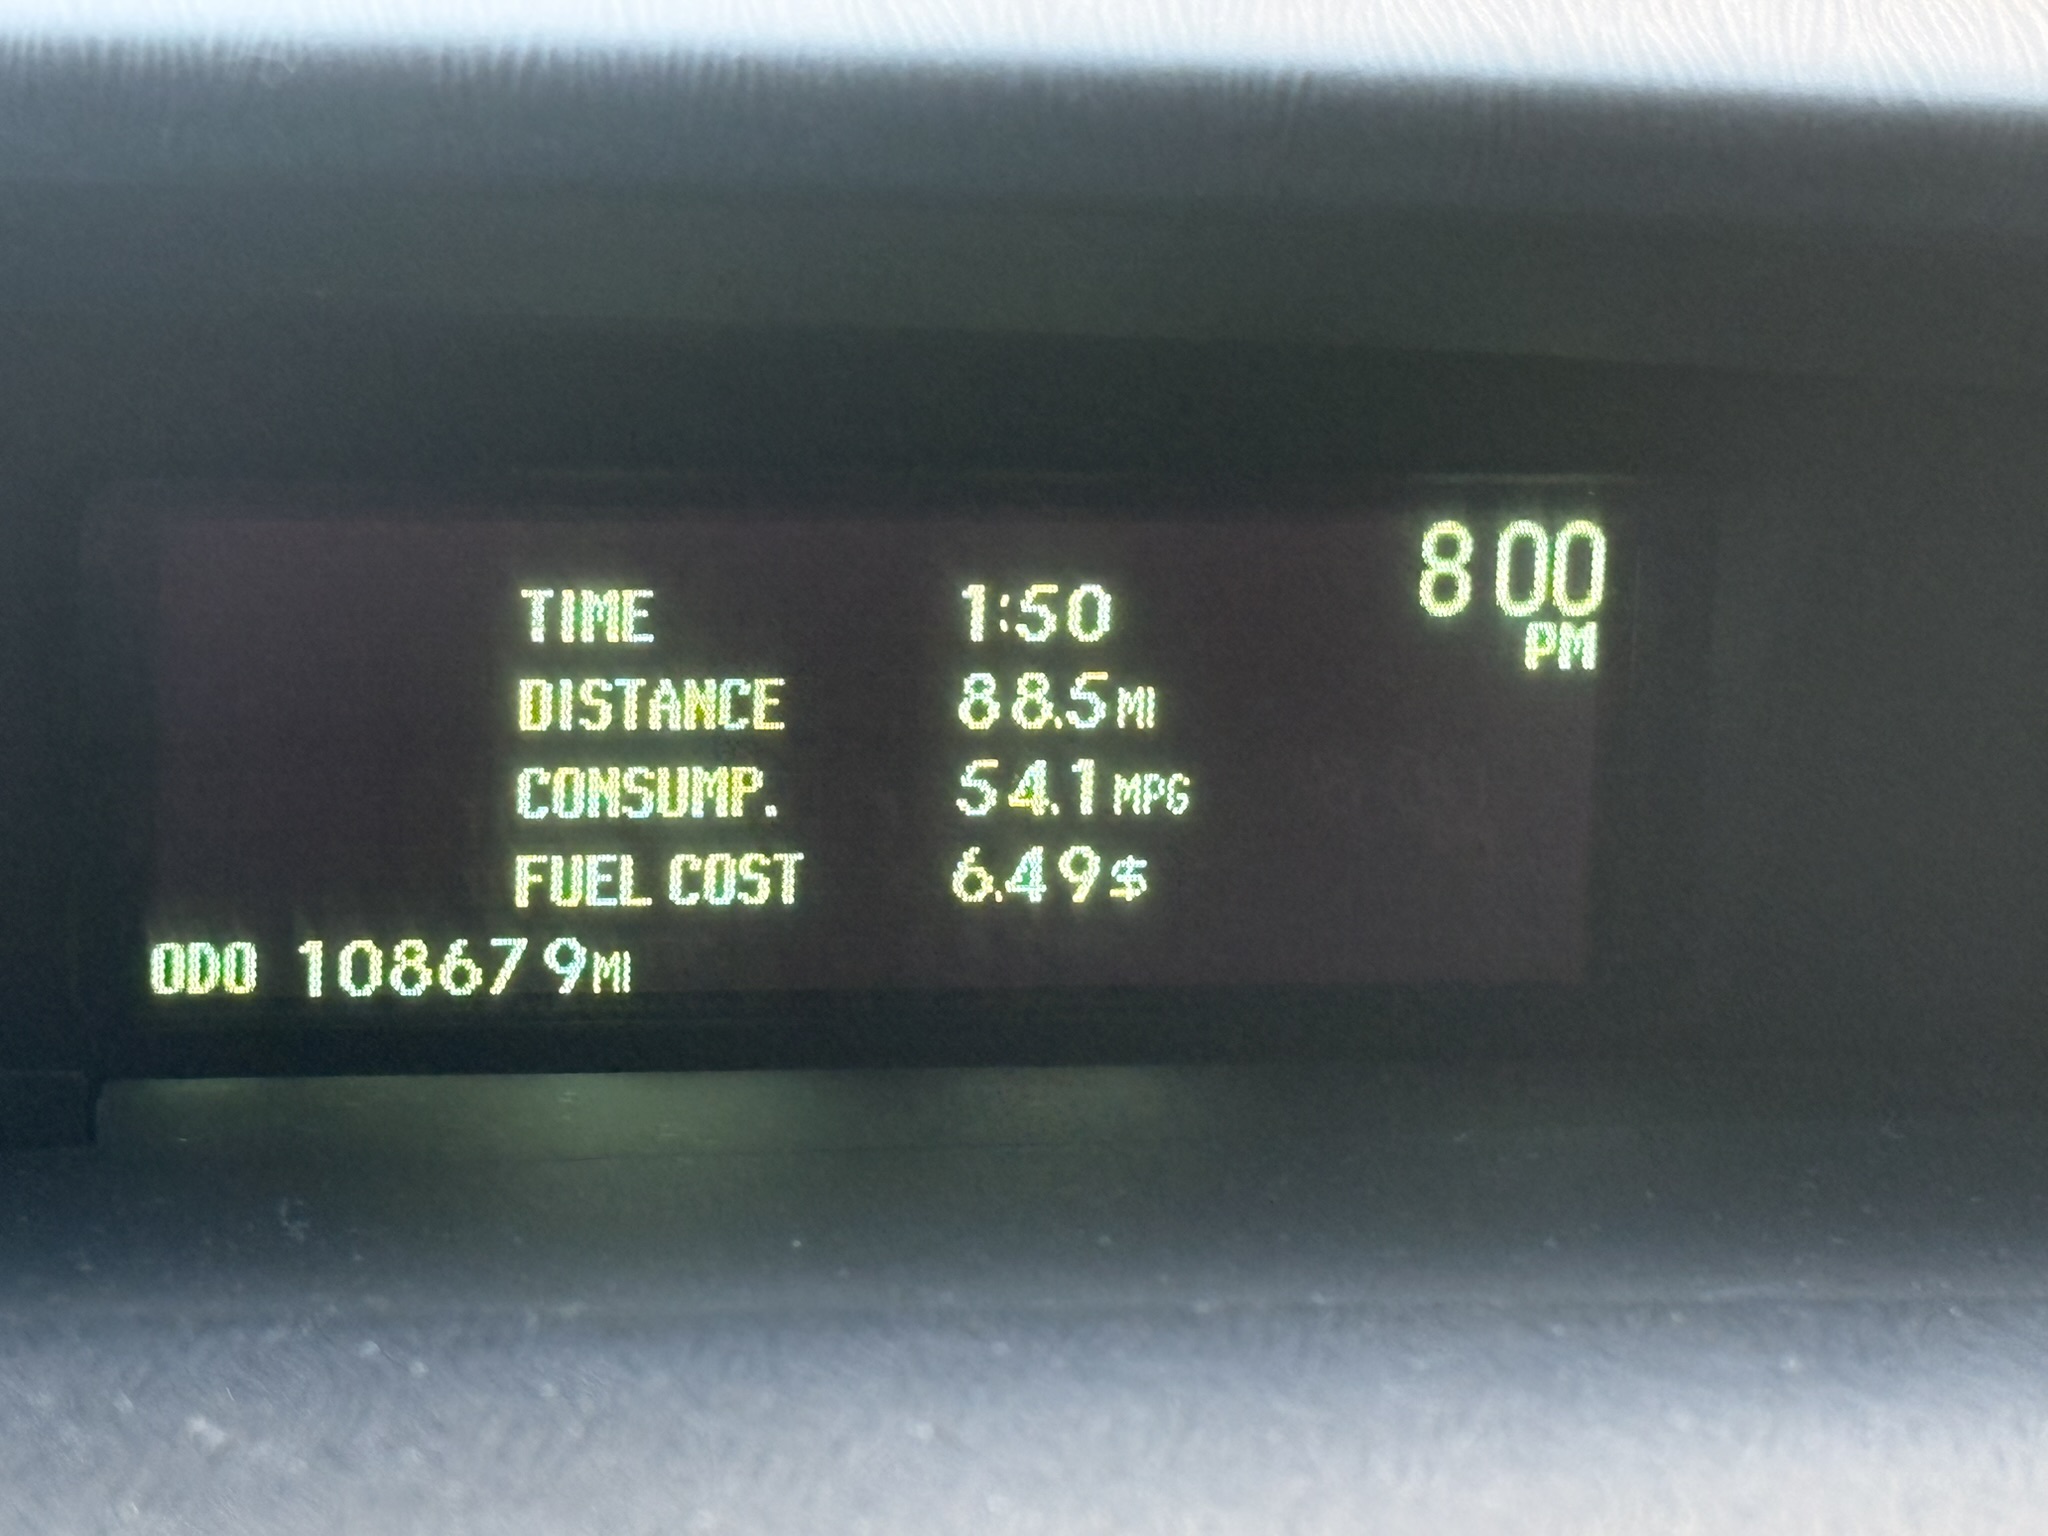 8 00
PM
TIME 1:50
DISTANCE 88.5 MI
CONSUMP. 54.1 MPG
FUEL COST 6.49 $
ODO 108679 MI